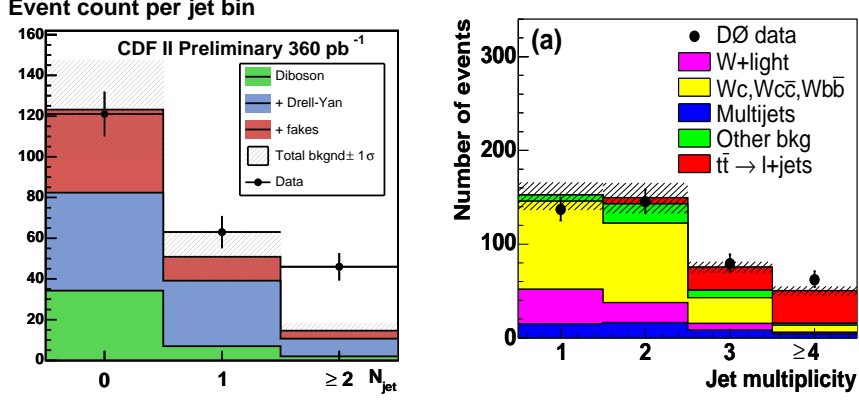 Event count per jet bin
CDF II Preliminary 360 pb⁻¹
Diboson
+ Drell-Yan
+ fakes
Total bkgnd± 1σ
Data
160
140
120
100
80
60
40
20
0
0 1 ≥ 2 N_jet
(a)
DØ data
W+light
Wc,Wcc̅,Wbb̅
Multijets
Other bkg
tt̅ → l+jets
Number of events
300
200
100
0
1 2 3 ≥4
Jet multiplicity